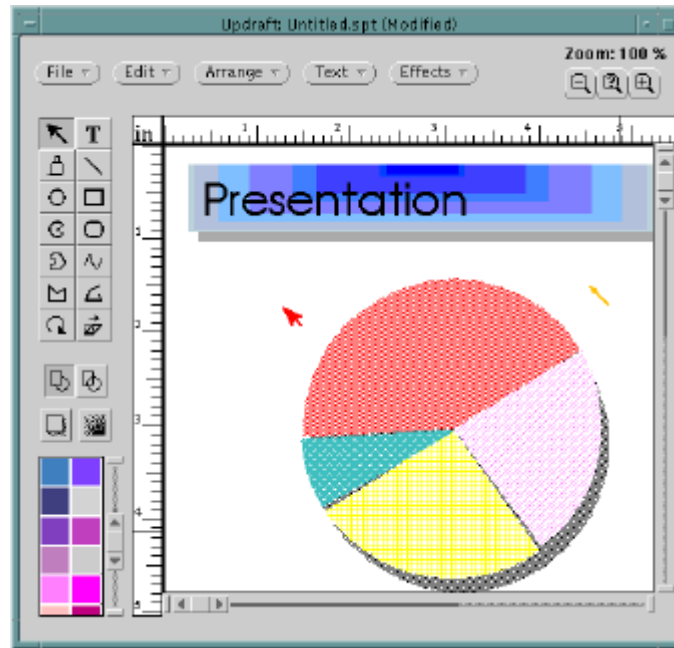 Updraft: Untitled.spt (Modified)
Zoom: 100 %
File Edit Arrange Text Effects
T
in 1 2 3 4 5
Presentation
1
2
3
4
5